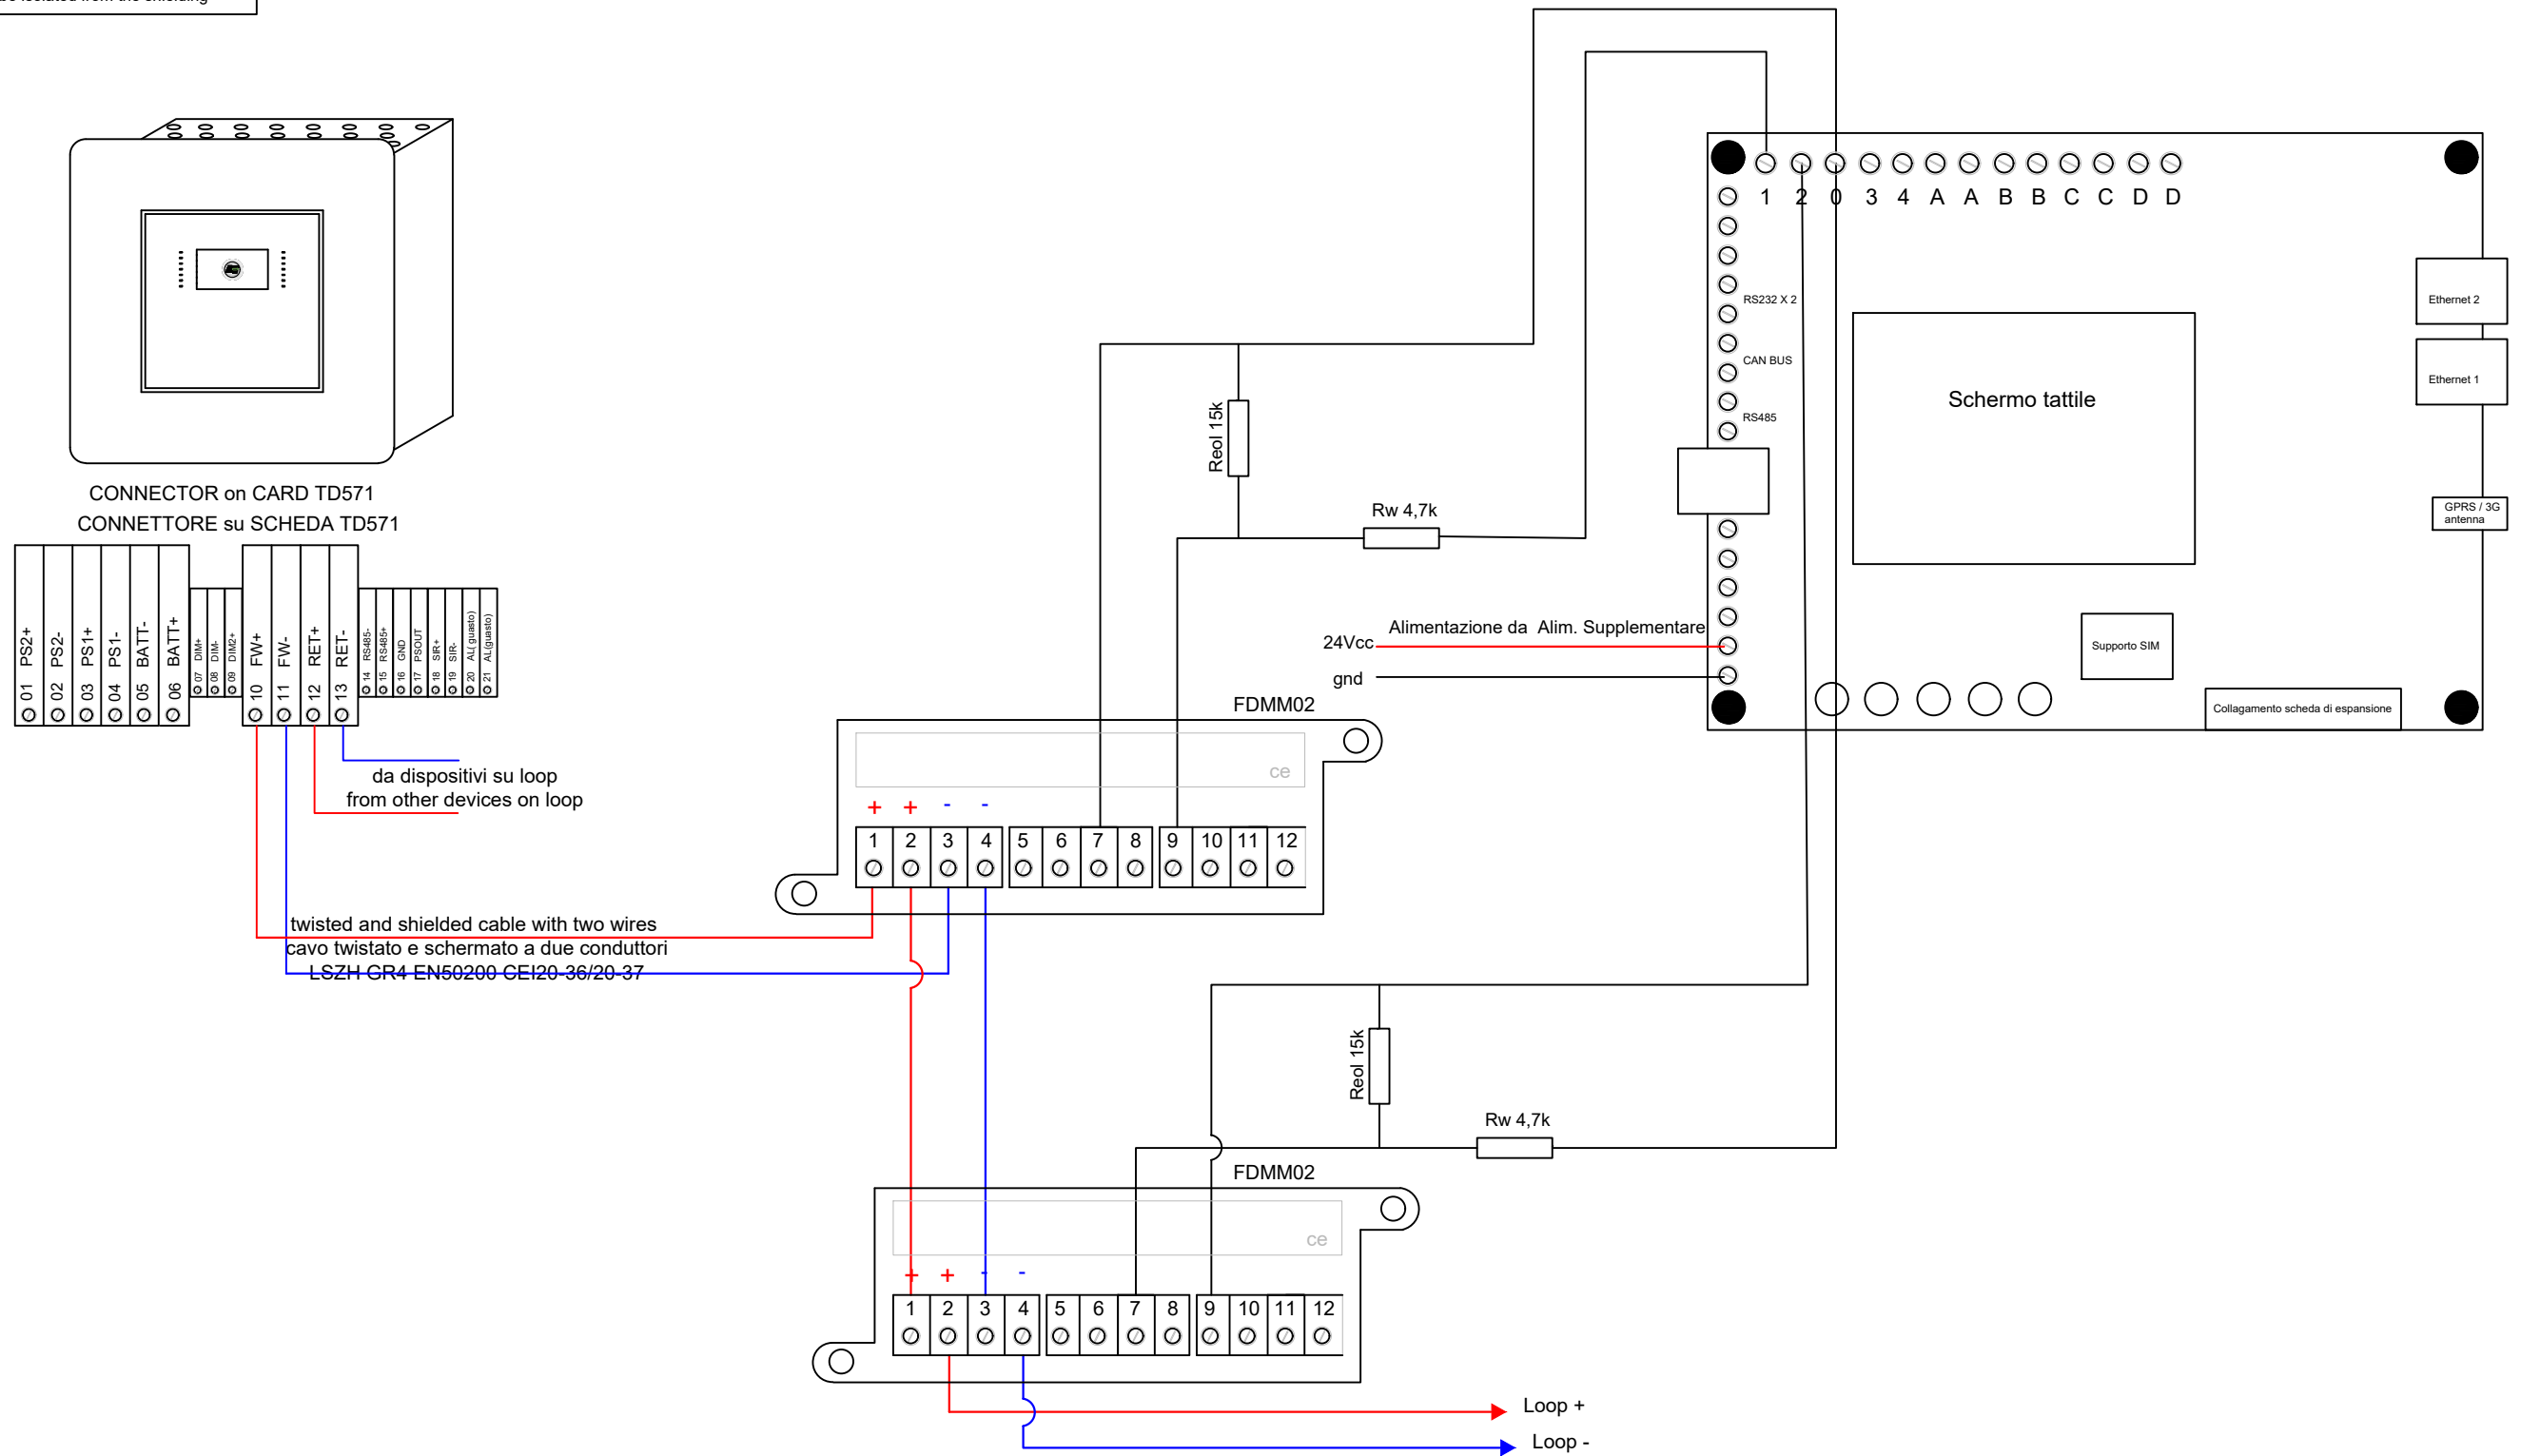 be isolated from the shielding
CONNECTOR on CARD TD571
CONNETTORE su SCHEDA TD571
01 PS2+
02 PS2-
03 PS1+
04 PS1-
05 BATT-
06 BATT+
07 DIM+
08 DIM-
09 DIM2+
10 FW+
11 FW-
12 RET+
13 RET-
14 RS485-
15 RS485+
16 GND
17 PSOUT
18 SIR+
19 SIR-
20 AL( guasto)
21 AL(guasto)
da dispositivi su loop
from other devices on loop
twisted and shielded cable with two wires
cavo twistato e schermato a due conduttori
LSZH GR4 EN50200 CEI20-36/20-37
Reol 15k
Rw 4,7k
1 2 0 3 4 A A B B C C D D
RS232 X 2
CAN BUS
RS485
Schermo tattile
Ethernet 2
Ethernet 1
GPRS / 3G
antenna
Alimentazione da Alim. Supplementare
24Vcc
gnd
Supporto SIM
Collagamento scheda di espansione
FDMM02
ce
+ + - -
1 2 3 4 5 6 7 8 9 10 11 12
Reol 15k
Rw 4,7k
FDMM02
ce
+ + - -
1 2 3 4 5 6 7 8 9 10 11 12
Loop +
Loop -